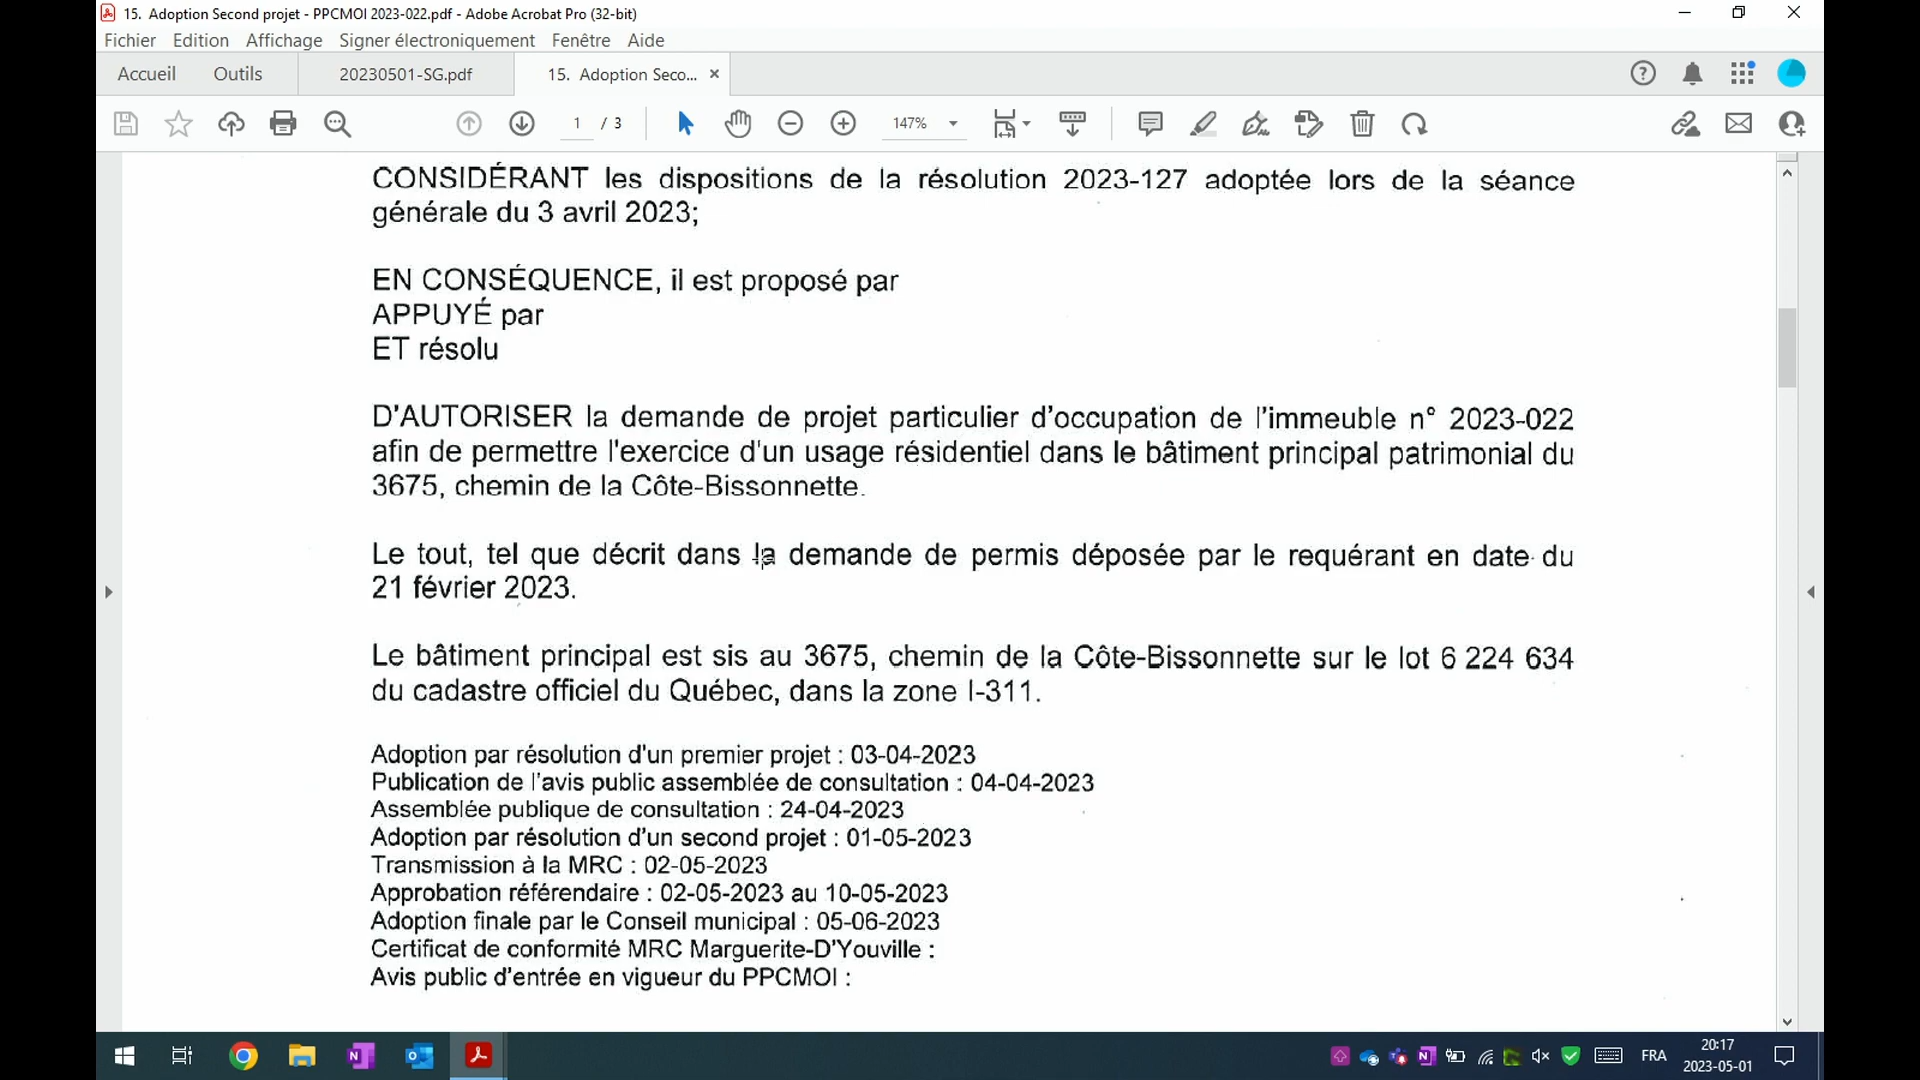 15. Adoption Second projet - PPCMOI 2023-022.pdf - Adobe Acrobat Pro (32-bit)
Fichier Edition Affichage Signer électroniquement Fenêtre Aide
Accueil Outils 20230501-SG.pdf 15. Adoption Seco... ×
1 / 3 147%
CONSIDÉRANT les dispositions de la résolution 2023-127 adoptée lors de la séance
générale du 3 avril 2023;
EN CONSÉQUENCE, il est proposé par
APPUYÉ par
ET résolu
D'AUTORISER la demande de projet particulier d'occupation de l'immeuble n° 2023-022
afin de permettre l'exercice d'un usage résidentiel dans le bâtiment principal patrimonial du
3675, chemin de la Côte-Bissonnette.
Le tout, tel que décrit dans la demande de permis déposée par le requérant en date du
21 février 2023.
Le bâtiment principal est sis au 3675, chemin de la Côte-Bissonnette sur le lot 6 224 634
du cadastre officiel du Québec, dans la zone I-311.
Adoption par résolution d'un premier projet : 03-04-2023
Publication de l'avis public assemblée de consultation : 04-04-2023
Assemblée publique de consultation : 24-04-2023
Adoption par résolution d'un second projet : 01-05-2023
Transmission à la MRC : 02-05-2023
Approbation référendaire : 02-05-2023 au 10-05-2023
Adoption finale par le Conseil municipal : 05-06-2023
Certificat de conformité MRC Marguerite-D'Youville :
Avis public d'entrée en vigueur du PPCMOI :
FRA 20:17
2023-05-01